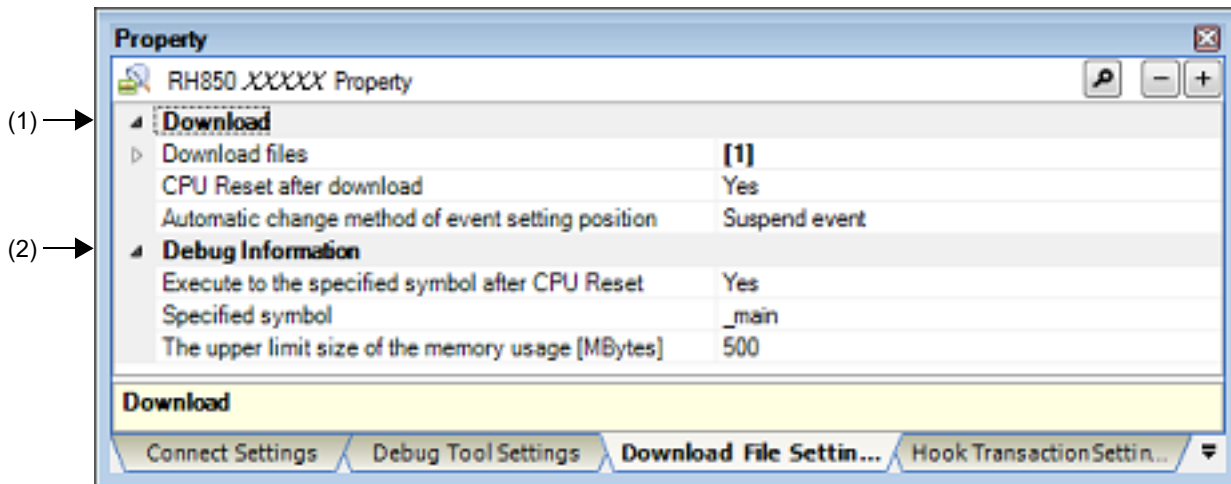 Property
RH850 XXXXX Property
(1) Download
Download files [1]
CPU Reset after download Yes
Automatic change method of event setting position Suspend event
(2) Debug Information
Execute to the specified symbol after CPU Reset Yes
Specified symbol _main
The upper limit size of the memory usage [MBytes] 500
Download
Connect Settings Debug Tool Settings Download File Settin... Hook Transaction Settin...